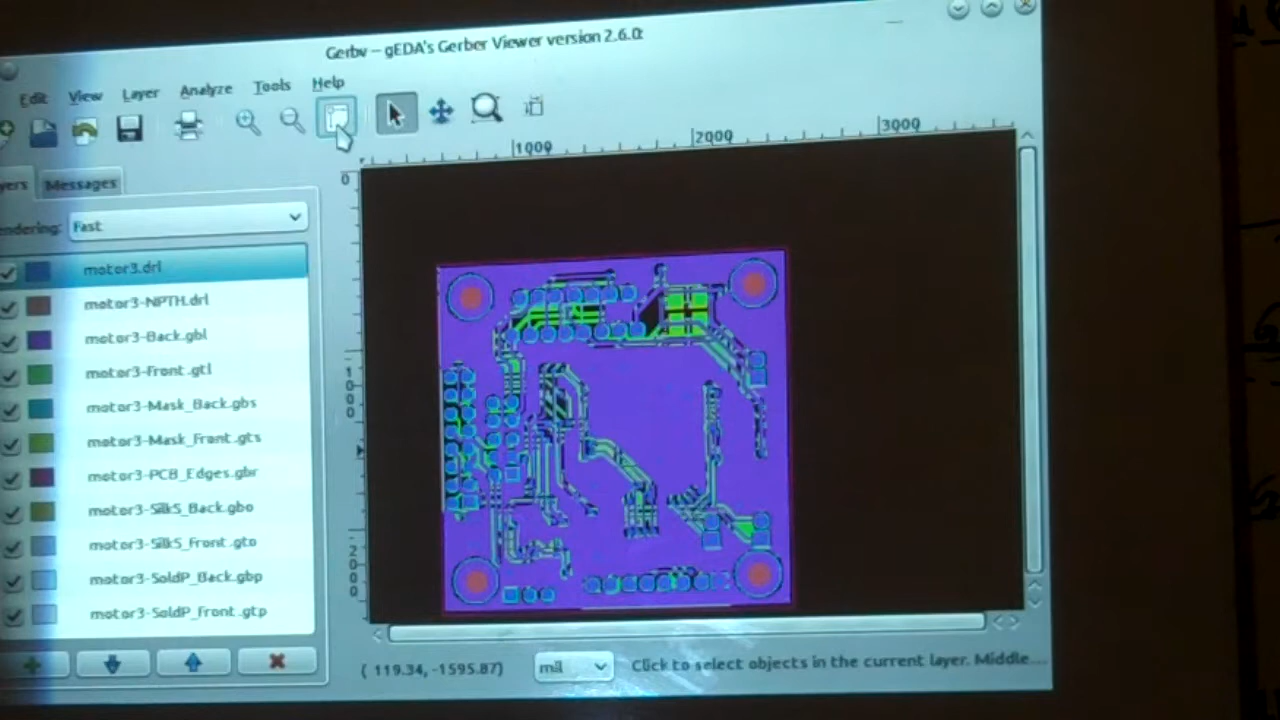 Gerbv -- gEDA's Gerber Viewer version 2.6.0
Edit View Layer Analyze Tools Help
1000 2000 3000
0
Messages
Fast
motor3.drl
motor3-NPTH.drl
motor3-Back.gbl
motor3-Front.gtl
1000
motor3-Mask_Back.gbs
motor3-Mask_Front.gts
motor3-PCB_Edges.gbr
motor3-SilkS_Back.gbo
motor3-SilkS_Front.gto
2000
motor3-SoldP_Back.gbp
motor3-SoldP_Front.gtp
( 119.34, -1595.87) mil Click to select objects in the current layer. Middle...